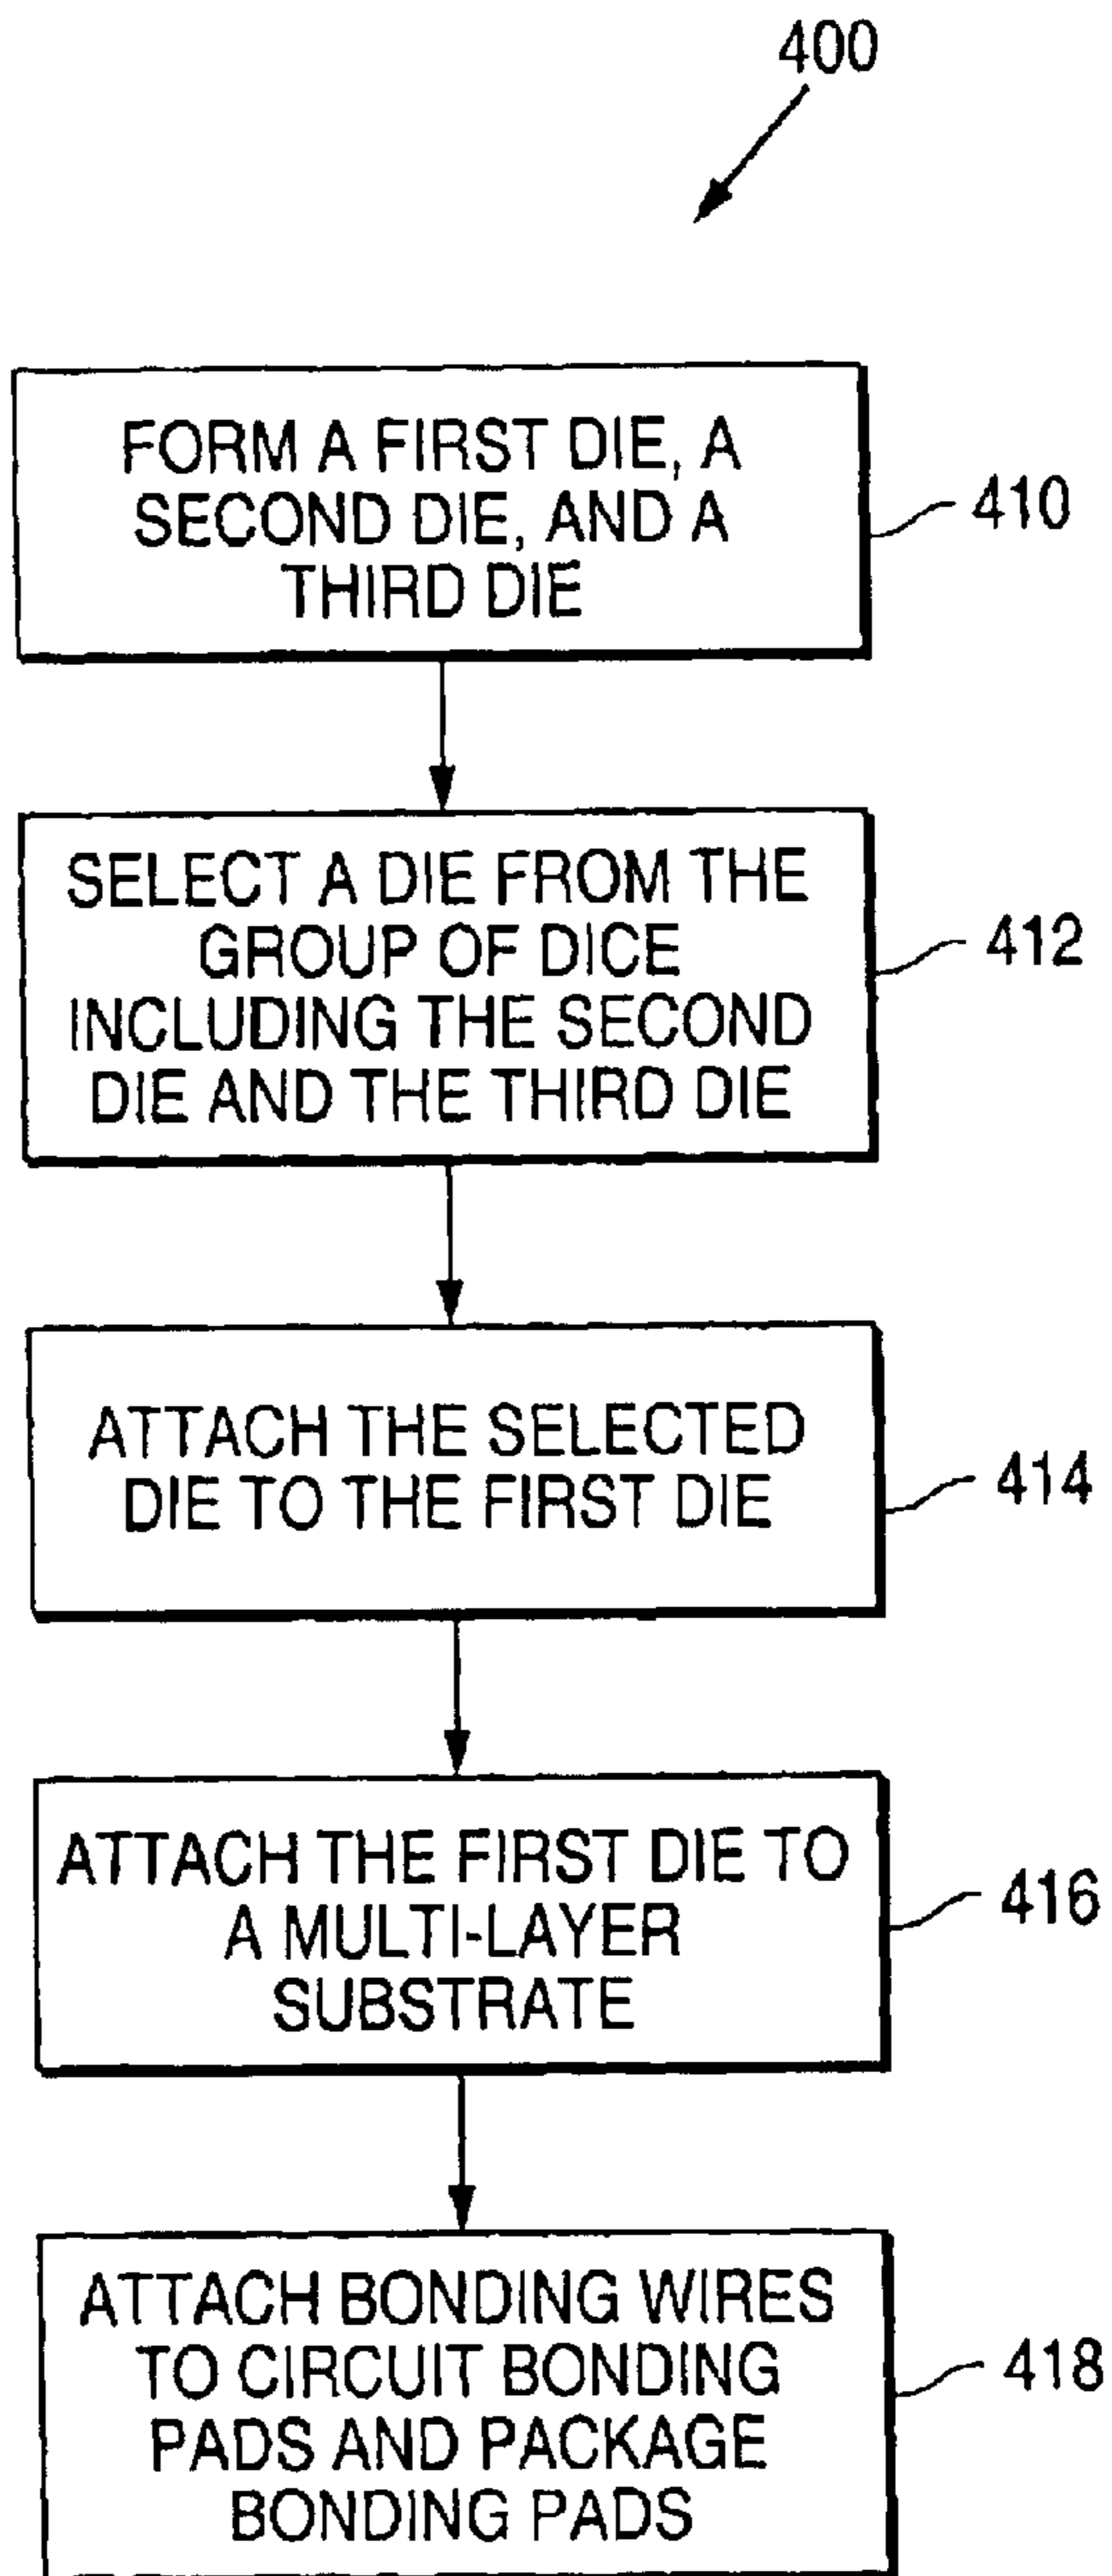 400
FORM A FIRST DIE, A
SECOND DIE, AND A
THIRD DIE
410
SELECT A DIE FROM THE
GROUP OF DICE
INCLUDING THE SECOND
DIE AND THE THIRD DIE
412
ATTACH THE SELECTED
DIE TO THE FIRST DIE
414
ATTACH THE FIRST DIE TO
A MULTI-LAYER
SUBSTRATE
416
ATTACH BONDING WIRES
TO CIRCUIT BONDING
PADS AND PACKAGE
BONDING PADS
418